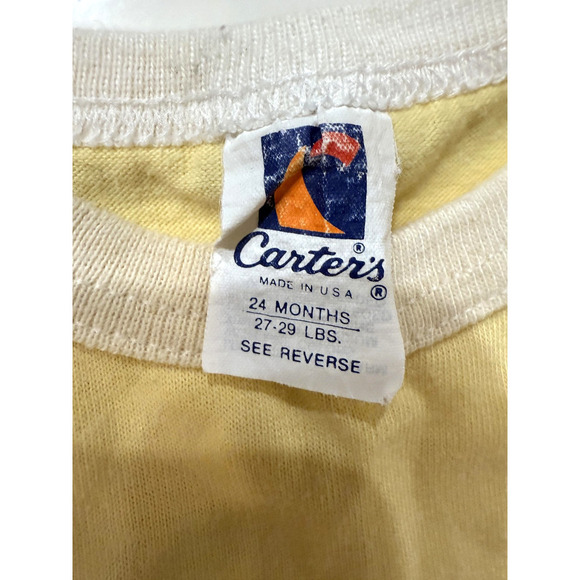 Carter's®
MADE IN USA ®
24 MONTHS
27-29 LBS.
SEE REVERSE